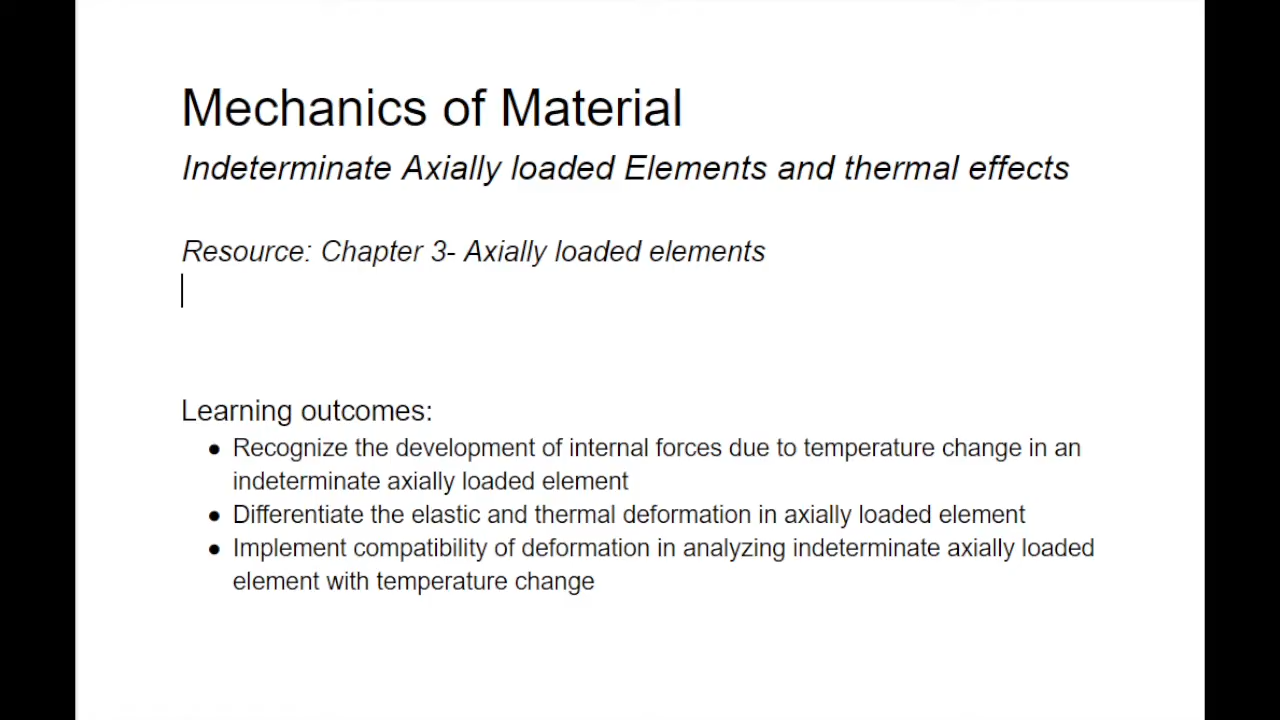 Mechanics of Material
Indeterminate Axially loaded Elements and thermal effects
Resource: Chapter 3- Axially loaded elements
Learning outcomes:
● Recognize the development of internal forces due to temperature change in an
indeterminate axially loaded element
● Differentiate the elastic and thermal deformation in axially loaded element
● Implement compatibility of deformation in analyzing indeterminate axially loaded
element with temperature change